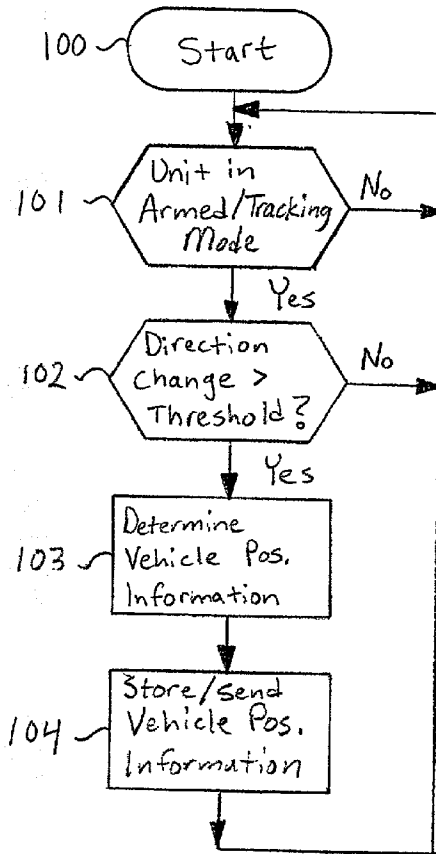 100
Start
101
Unit in
Armed/Tracking
Mode
No
Yes
102
Direction
Change >
Threshold?
No
Yes
103
Determine
Vehicle Pos.
Information
104
Store/send
Vehicle Pos.
Information